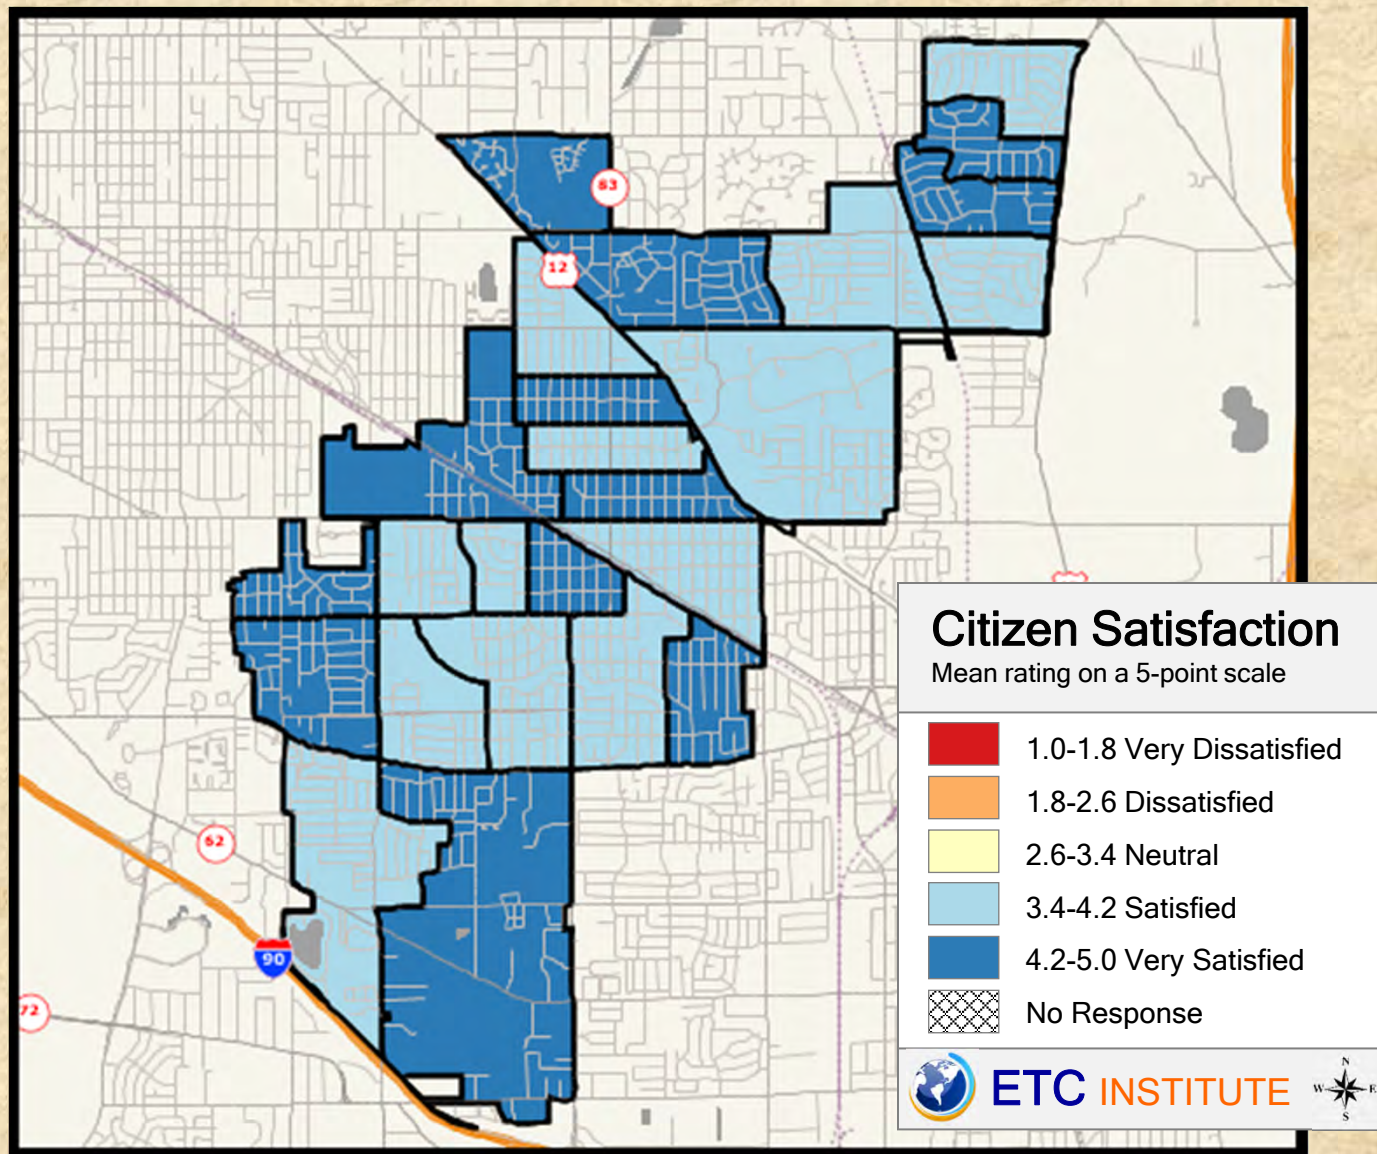 83
12
62
90
72
Citizen Satisfaction
Mean rating on a 5-point scale
1.0-1.8 Very Dissatisfied
1.8-2.6 Dissatisfied
2.6-3.4 Neutral
3.4-4.2 Satisfied
4.2-5.0 Very Satisfied
No Response
ETC INSTITUTE
N
W E
S